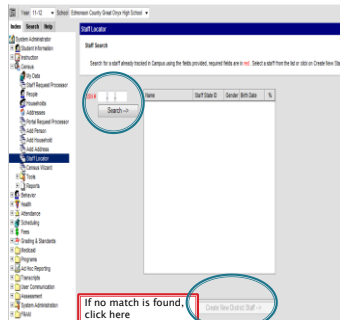 Year 11-12 School Edmonson County Great Onyx High School
Index Search Help
Staff Locator
System Administrator
Student Information
Instruction
Census
My Data
Staff Request Processor
People
Households
Addresses
Portal Request Processor
Add Person
Add Household
Add Address
Staff Locator
Census Wizard
Tools
Reports
Behavior
Health
Attendance
Scheduling
Fees
Grading & Standards
Medicaid
Programs
Ad Hoc Reporting
Transcripts
User Communication
Assessment
System Administration
FRAM
Staff Search
Search for a staff already tracked in Campus using the fields provided, required fields are in red. Select a staff from the list or click on Create New
Search -->
Name Staff State ID Gender Birth Date %
If no match is found,
click here
Create New District Staff -->